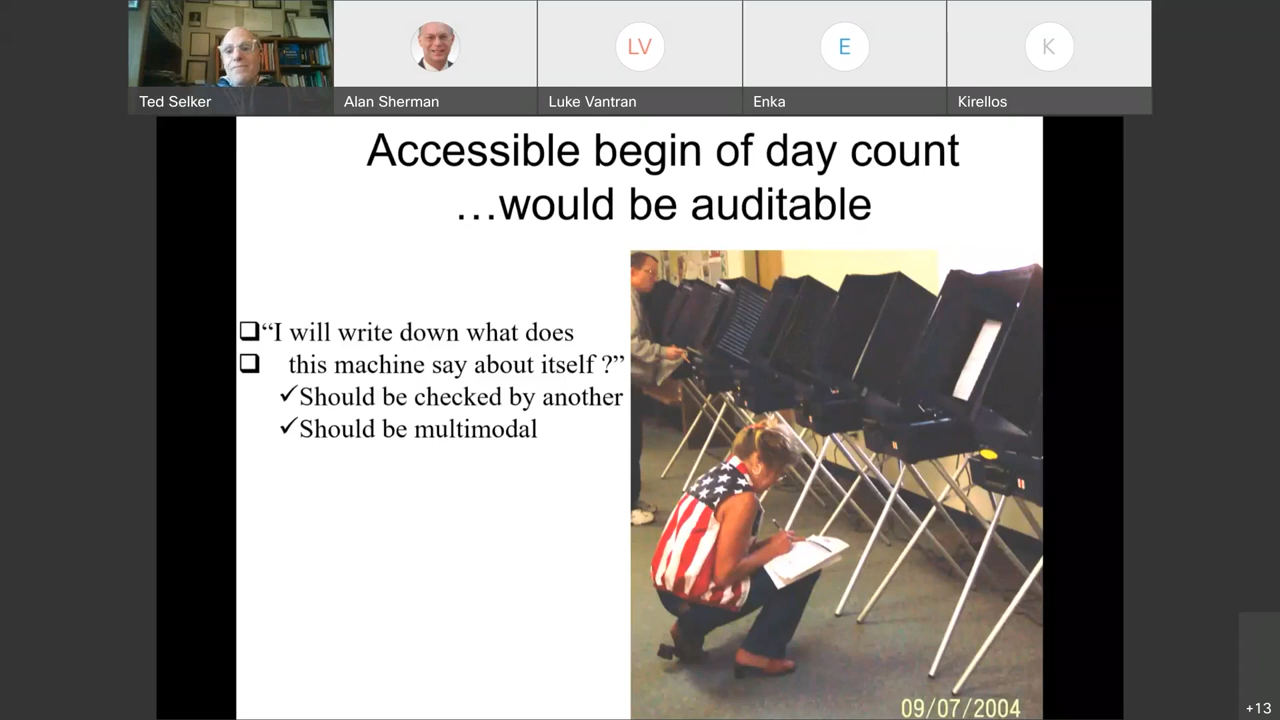 LV
E
K
Ted Selker
Alan Sherman
Luke Vantran
Enka
Kirellos
Accessible begin of day count
…would be auditable
❑“I will write down what does
❑ this machine say about itself ?”
✓Should be checked by another
✓Should be multimodal
09/07/2004
+13